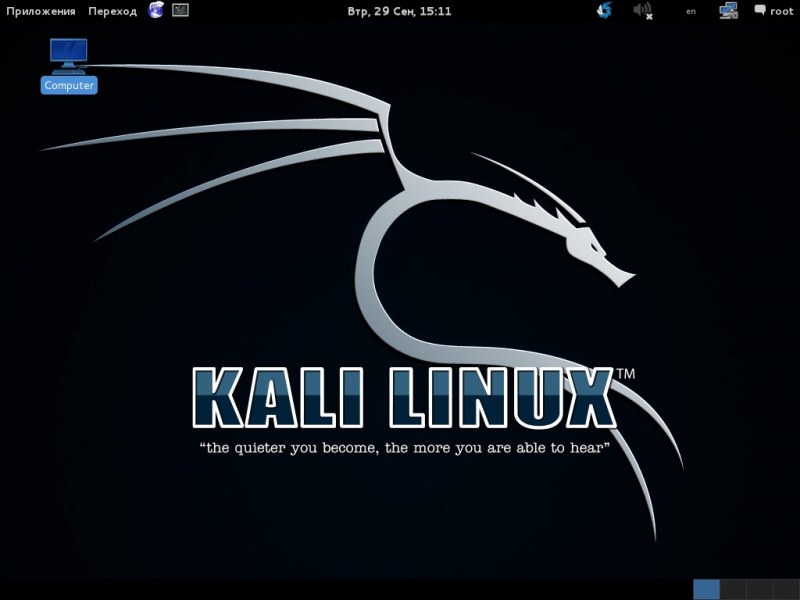 Приложения Переход Втр, 29 Сен, 15:11 en root
Computer
KALI LINUX™
“the quieter you become, the more you are able to hear”